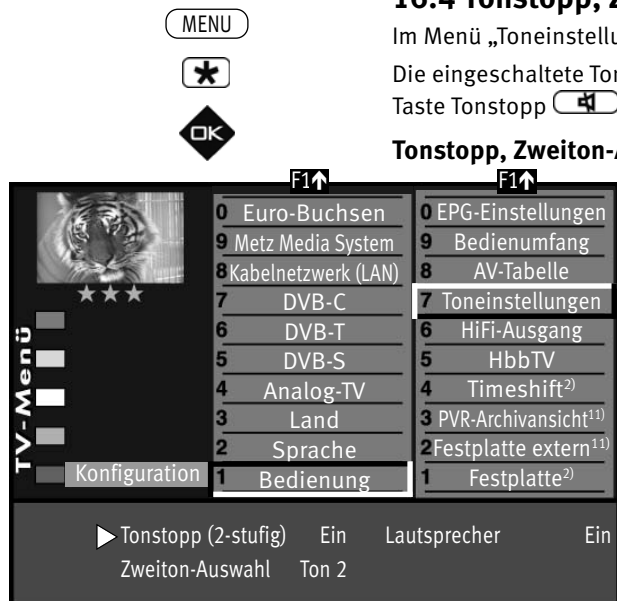 16.4 Tonstopp,
MENU
Im Menü „Toneinstellu
Die eingeschaltete Ton
Taste Tonstopp
OK
Tonstopp, Zweiton-A
F1 F1
TV-Menü
0 Euro-Buchsen
9 Metz Media System
8 Kabelnetzwerk (LAN)
7 DVB-C
6 DVB-T
5 DVB-S
4 Analog-TV
3 Land
2 Sprache
Konfiguration
1 Bedienung
0 EPG-Einstellungen
9 Bedienumfang
8 AV-Tabelle
7 Toneinstellungen
6 HiFi-Ausgang
5 HbbTV
4 Timeshift2)
3 PVR-Archivansicht11)
2 Festplatte extern11)
1 Festplatte2)
Tonstopp (2-stufig) Ein Lautsprecher Ein
Zweiton-Auswahl Ton 2